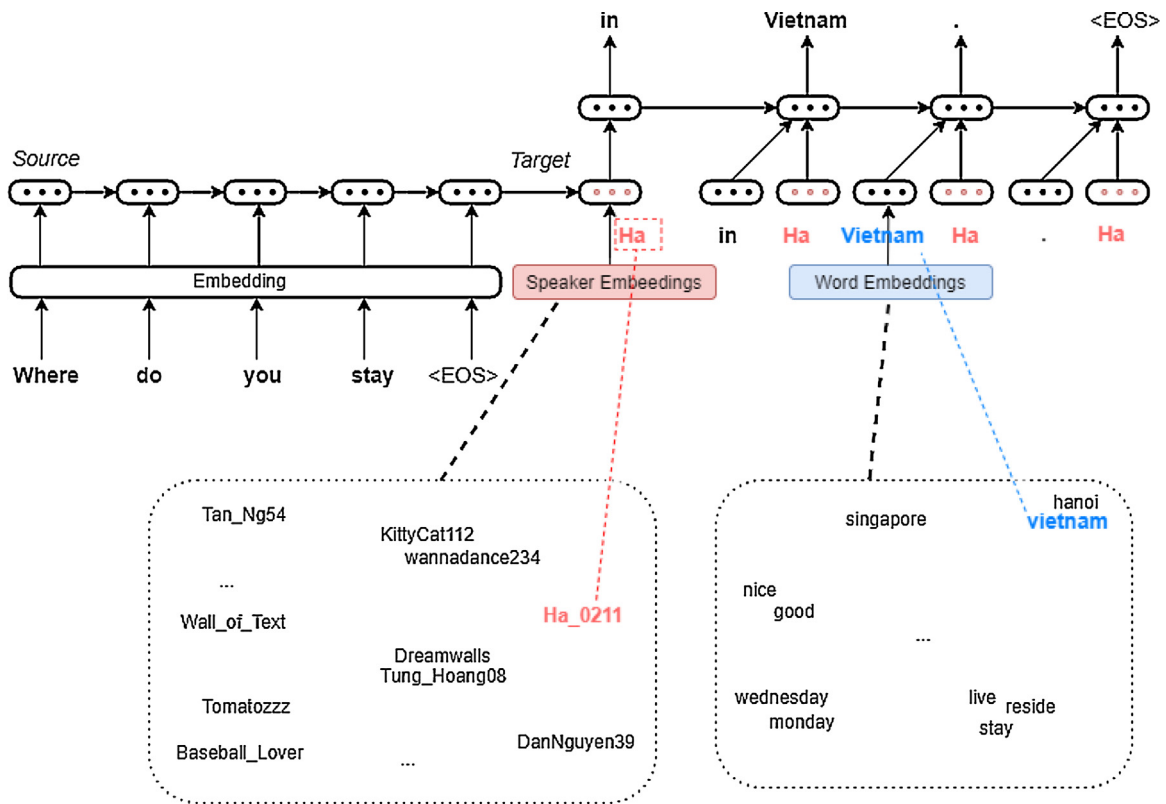 in Vietnam . <EOS>
Source Target
Ha in Ha Vietnam Ha . Ha
Embedding Speaker Embeedings Word Embeddings
Where do you stay <EOS>
Tan_Ng54
KittyCat112
wannadance234
...
Wall_of_Text
Ha_0211
Dreamwalls
Tung_Hoang08
Tomatozzz
DanNguyen39
Baseball_Lover
...
hanoi
singapore vietnam
nice
good
...
wednesday live
reside
monday stay